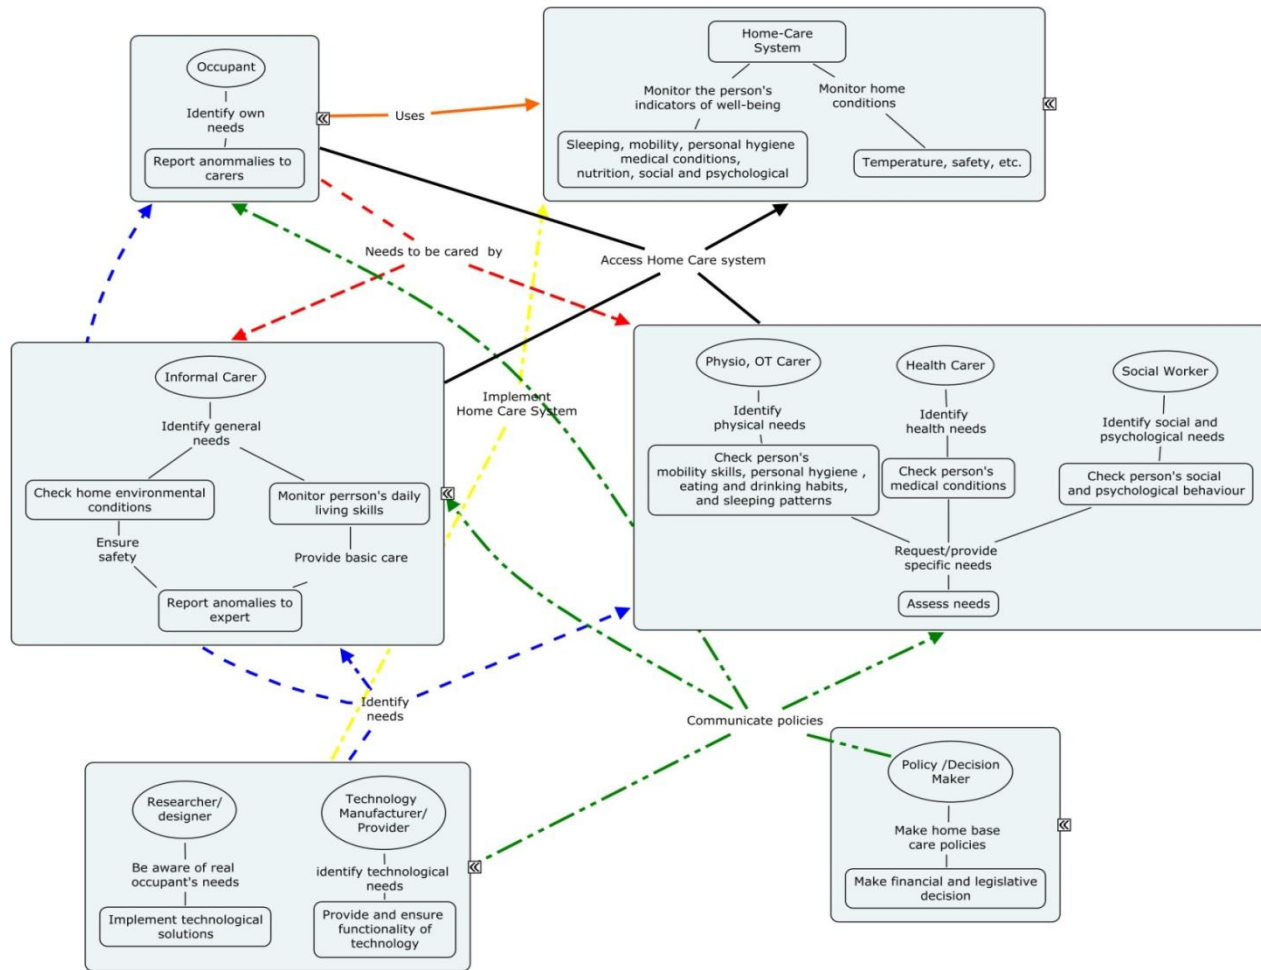 Occupant
Identify own
needs
Report anommalies to
carers
Uses
Home-Care
System
Monitor the person's
indicators of well-being
Sleeping, mobility, personal hygiene
medical conditions,
nutrition, social and psychological
Monitor home
conditions
Temperature, safety, etc.
Needs to be cared by
Access Home Care system
Informal Carer
Identify general
needs
Check home environmental
conditions
Ensure
safety
Monitor perrson's daily
living skills
Provide basic care
Report anomalies to
expert
Implement
Home Care System
Physio, OT Carer
Identify
physical needs
Check person's
mobility skills, personal hygiene ,
eating and drinking habits,
and sleeping patterns
Health Carer
Identify
health needs
Check person's
medical conditions
Social Worker
Identify social and
psychological needs
Check person's social
and psychological behaviour
Request/provide
specific needs
Assess needs
Identify
needs
Communicate policies
Researcher/
designer
Be aware of real
occupant's needs
Implement technological
solutions
Technology
Manufacturer/
Provider
identify technological
needs
Provide and ensure
functionality of
technology
Policy /Decision
Maker
Make home base
care policies
Make financial and legislative
decision